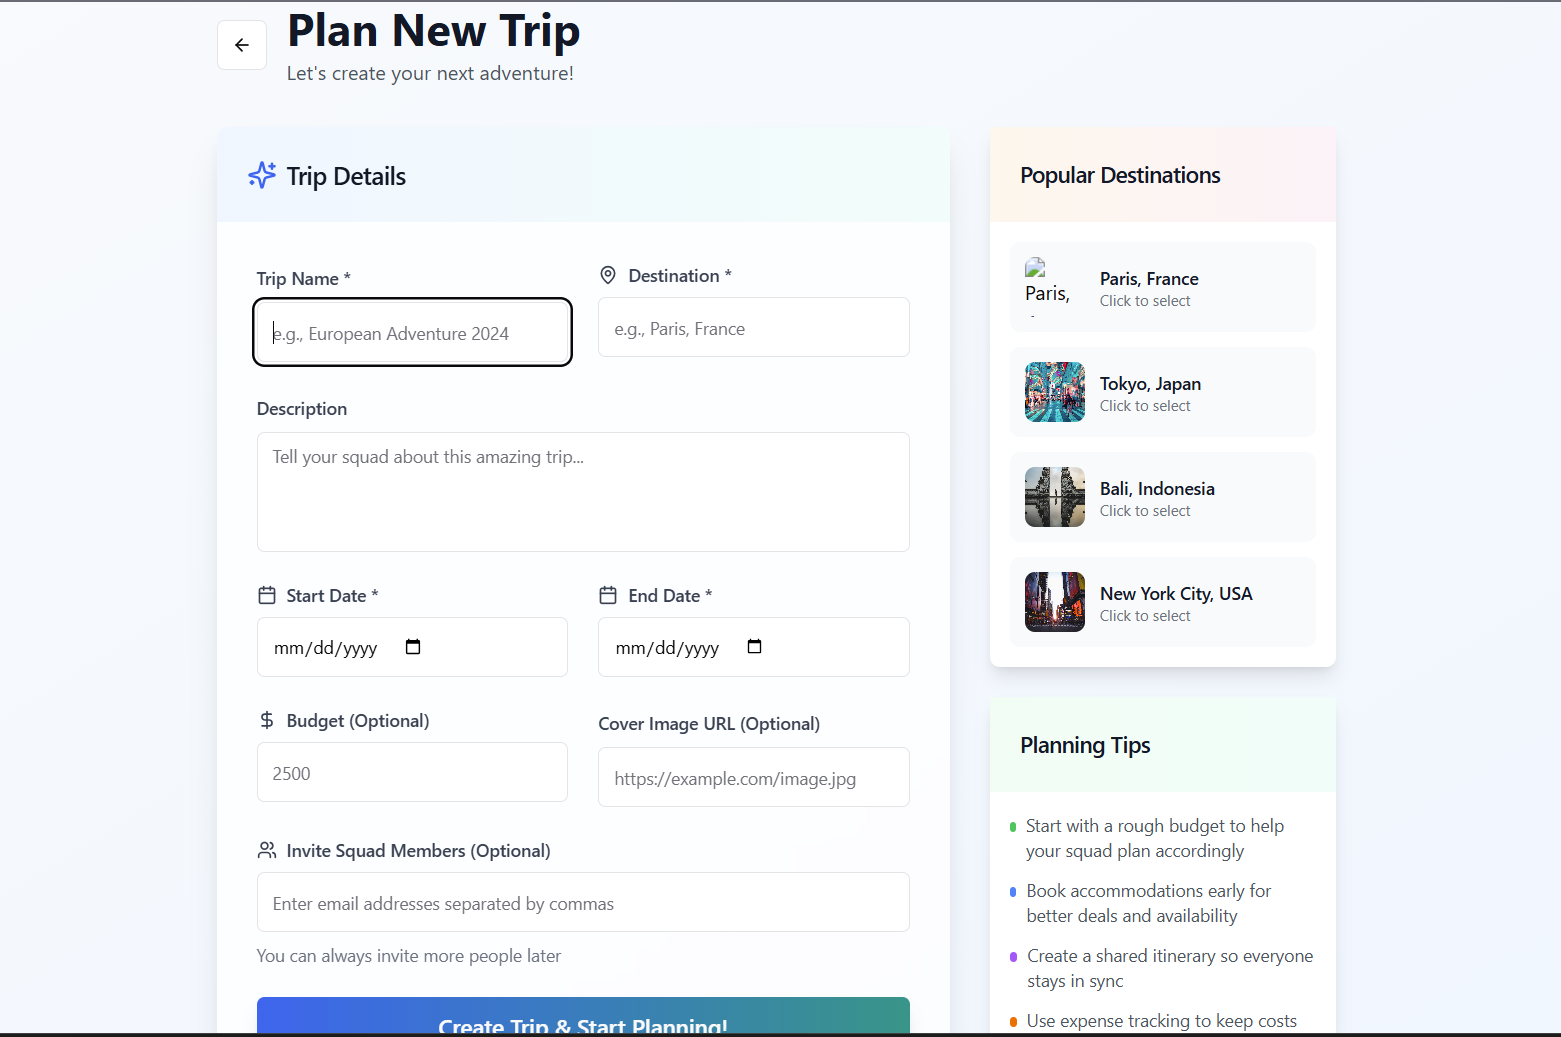 Plan New Trip
Let's create your next adventure!
Trip Details
Trip Name *
e.g., European Adventure 2024
Destination *
e.g., Paris, France
Description
Tell your squad about this amazing trip...
Start Date *
mm/dd/yyyy
End Date *
mm/dd/yyyy
Budget (Optional)
2500
Cover Image URL (Optional)
https://example.com/image.jpg
Invite Squad Members (Optional)
Enter email addresses separated by commas
You can always invite more people later
Create Trip & Start Planning!
Popular Destinations
Paris,
Paris, France
Click to select
Tokyo, Japan
Click to select
Bali, Indonesia
Click to select
New York City, USA
Click to select
Planning Tips
Start with a rough budget to help
your squad plan accordingly
Book accommodations early for
better deals and availability
Create a shared itinerary so everyone
stays in sync
Use expense tracking to keep costs